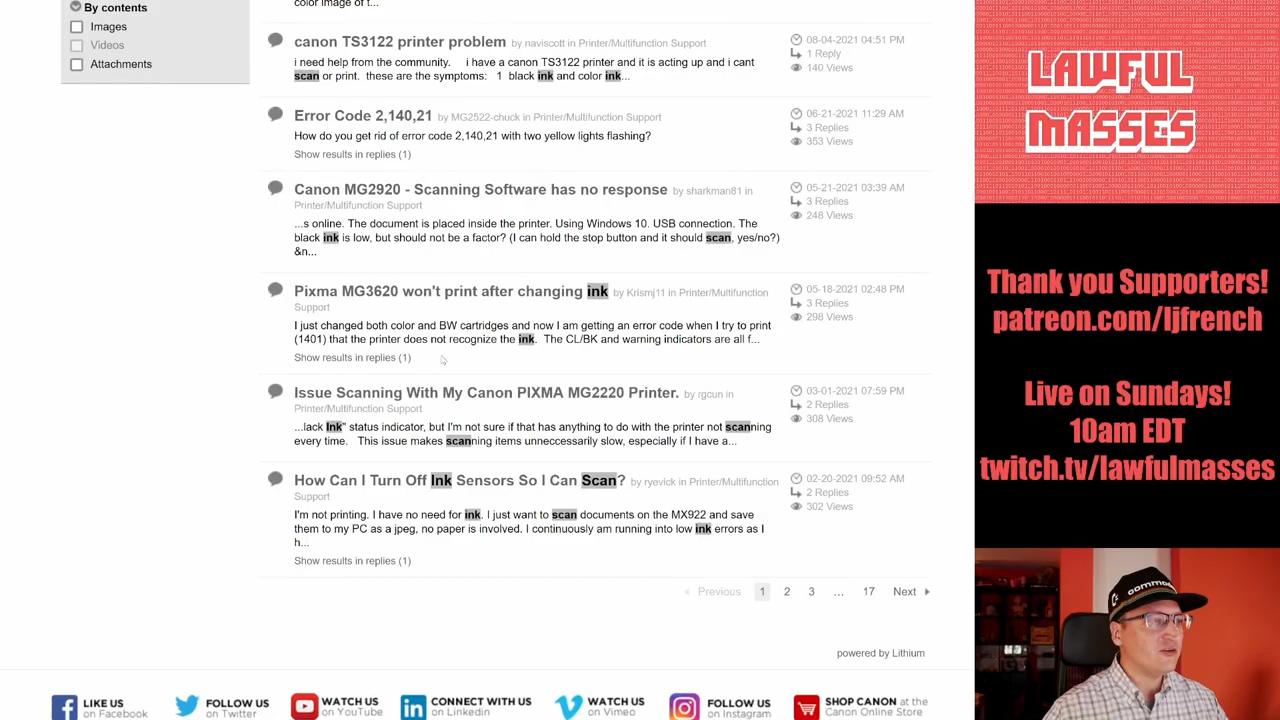 color image of t...
By contents
Images
Videos
Attachments
canon TS3122 printer problem by naviscott in Printer/Multifunction Support
i need help from the community. i have a canon TS3122 printer and it is acting up and i cant
scan or print. these are the symptoms: 1 black ink and color ink...
08-04-2021 04:51 PM
1 Reply
140 Views
Error Code 2,140,21 by MG2522-chuck in Printer/Multifunction Support
How do you get rid of error code 2,140,21 with two yellow lights flashing?
Show results in replies (1)
06-21-2021 11:29 AM
3 Replies
353 Views
Canon MG2920 - Scanning Software has no response by sharkman81 in
Printer/Multifunction Support
...s online. The document is placed inside the printer. Using Windows 10. USB connection. The
black ink is low, but should not be a factor? (I can hold the stop button and it should scan, yes/no?)
&n...
05-21-2021 03:39 AM
3 Replies
248 Views
Pixma MG3620 won't print after changing ink by Krismj11 in Printer/Multifunction
Support
I just changed both color and BW cartridges and now I am getting an error code when I try to print
(1401) that the printer does not recognize the ink. The CL/BK and warning indicators are all f...
Show results in replies (1)
05-18-2021 02:48 PM
3 Replies
298 Views
Issue Scanning With My Canon PIXMA MG2220 Printer. by rgcun in
Printer/Multifunction Support
...lack Ink" status indicator, but I'm not sure if that has anything to do with the printer not scanning
every time. This issue makes scanning items unneccessarily slow, especially if I have a...
03-01-2021 07:59 PM
2 Replies
308 Views
How Can I Turn Off Ink Sensors So I Can Scan? by ryevick in Printer/Multifunction
Support
I'm not printing. I have no need for ink. I just want to scan documents on the MX922 and save
them to my PC as a jpeg, no paper is involved. I continuously am running into low ink errors as I
h...
Show results in replies (1)
02-20-2021 09:52 AM
2 Replies
302 Views
Previous 1 2 3 ... 17 Next
powered by Lithium
LIKE US
on Facebook
FOLLOW US
on Twitter
WATCH US
on YouTube
CONNECT WITH US
on Linkedin
WATCH US
on Vimeo
FOLLOW US
on Instagram
SHOP CANON at the
Canon Online Store
LAWFUL
MASSES
Thank you Supporters!
patreon.com/ljfrench
Live on Sundays!
10am EDT
twitch.tv/lawfulmasses